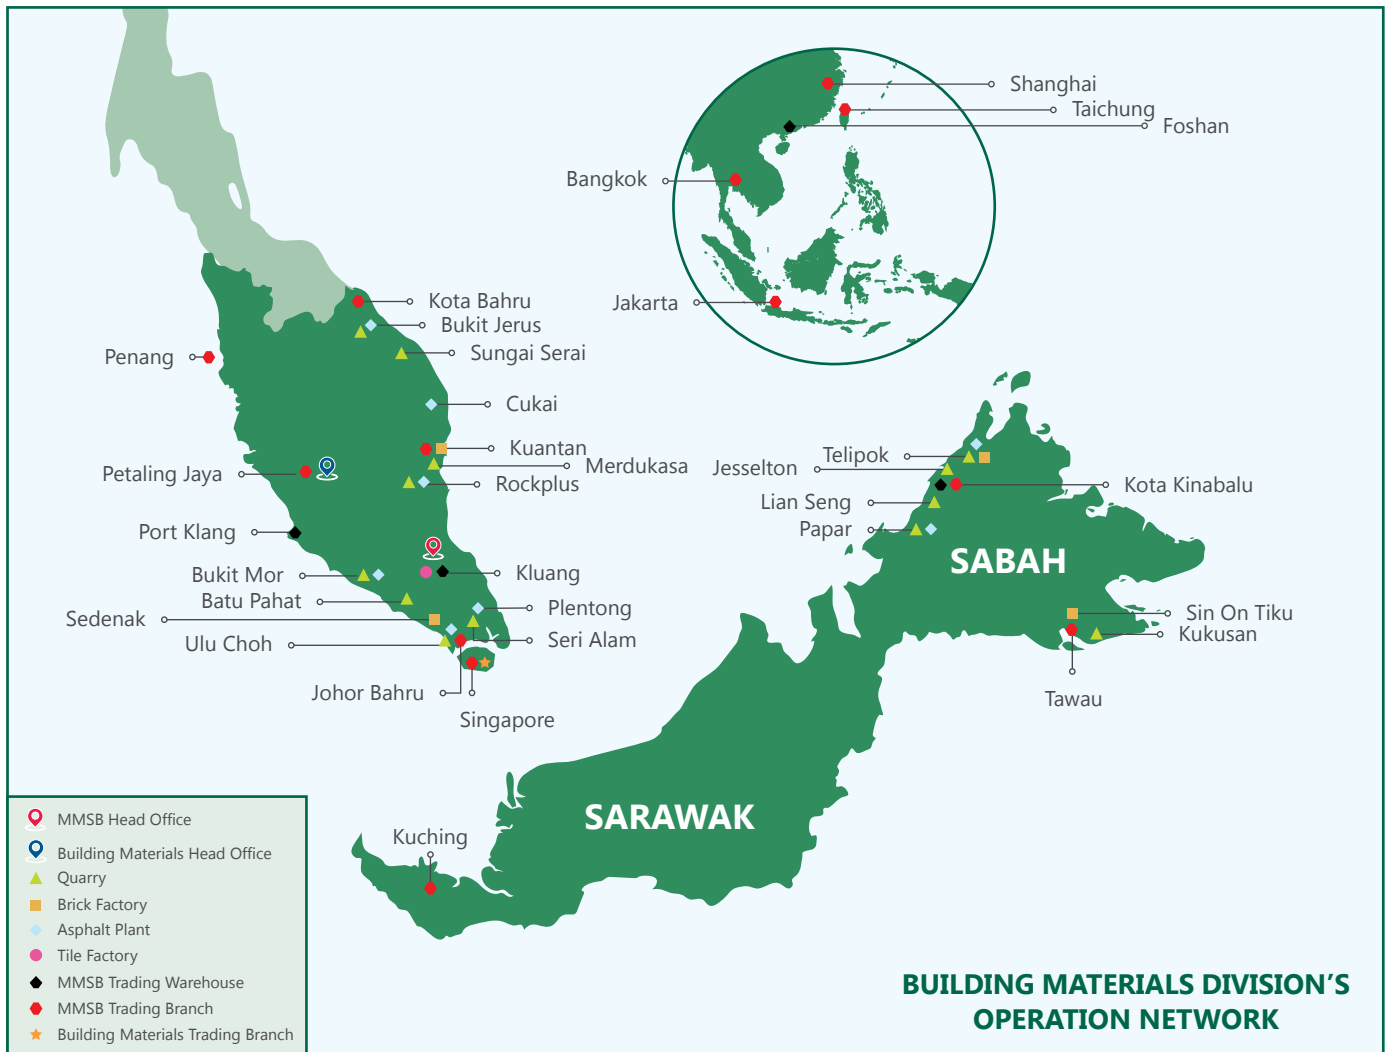 Shanghai
Taichung
Foshan
Bangkok
Jakarta
Kota Bahru
Bukit Jerus
Sungai Serai
Penang
Cukai
Kuantan
Merdukasa
Rockplus
Petaling Jaya
Port Klang
Kluang
Bukit Mor
Batu Pahat
Sedenak
Plentong
Ulu Choh
Seri Alam
Johor Bahru
Singapore
Telipok
Jesselton
Kota Kinabalu
Lian Seng
Papar
SABAH
Sin On Tiku
Kukusan
Tawau
SARAWAK
Kuching
MMSB Head Office
Building Materials Head Office
Quarry
Brick Factory
Asphalt Plant
Tile Factory
MMSB Trading Warehouse
MMSB Trading Branch
Building Materials Trading Branch
BUILDING MATERIALS DIVISION’S
OPERATION NETWORK